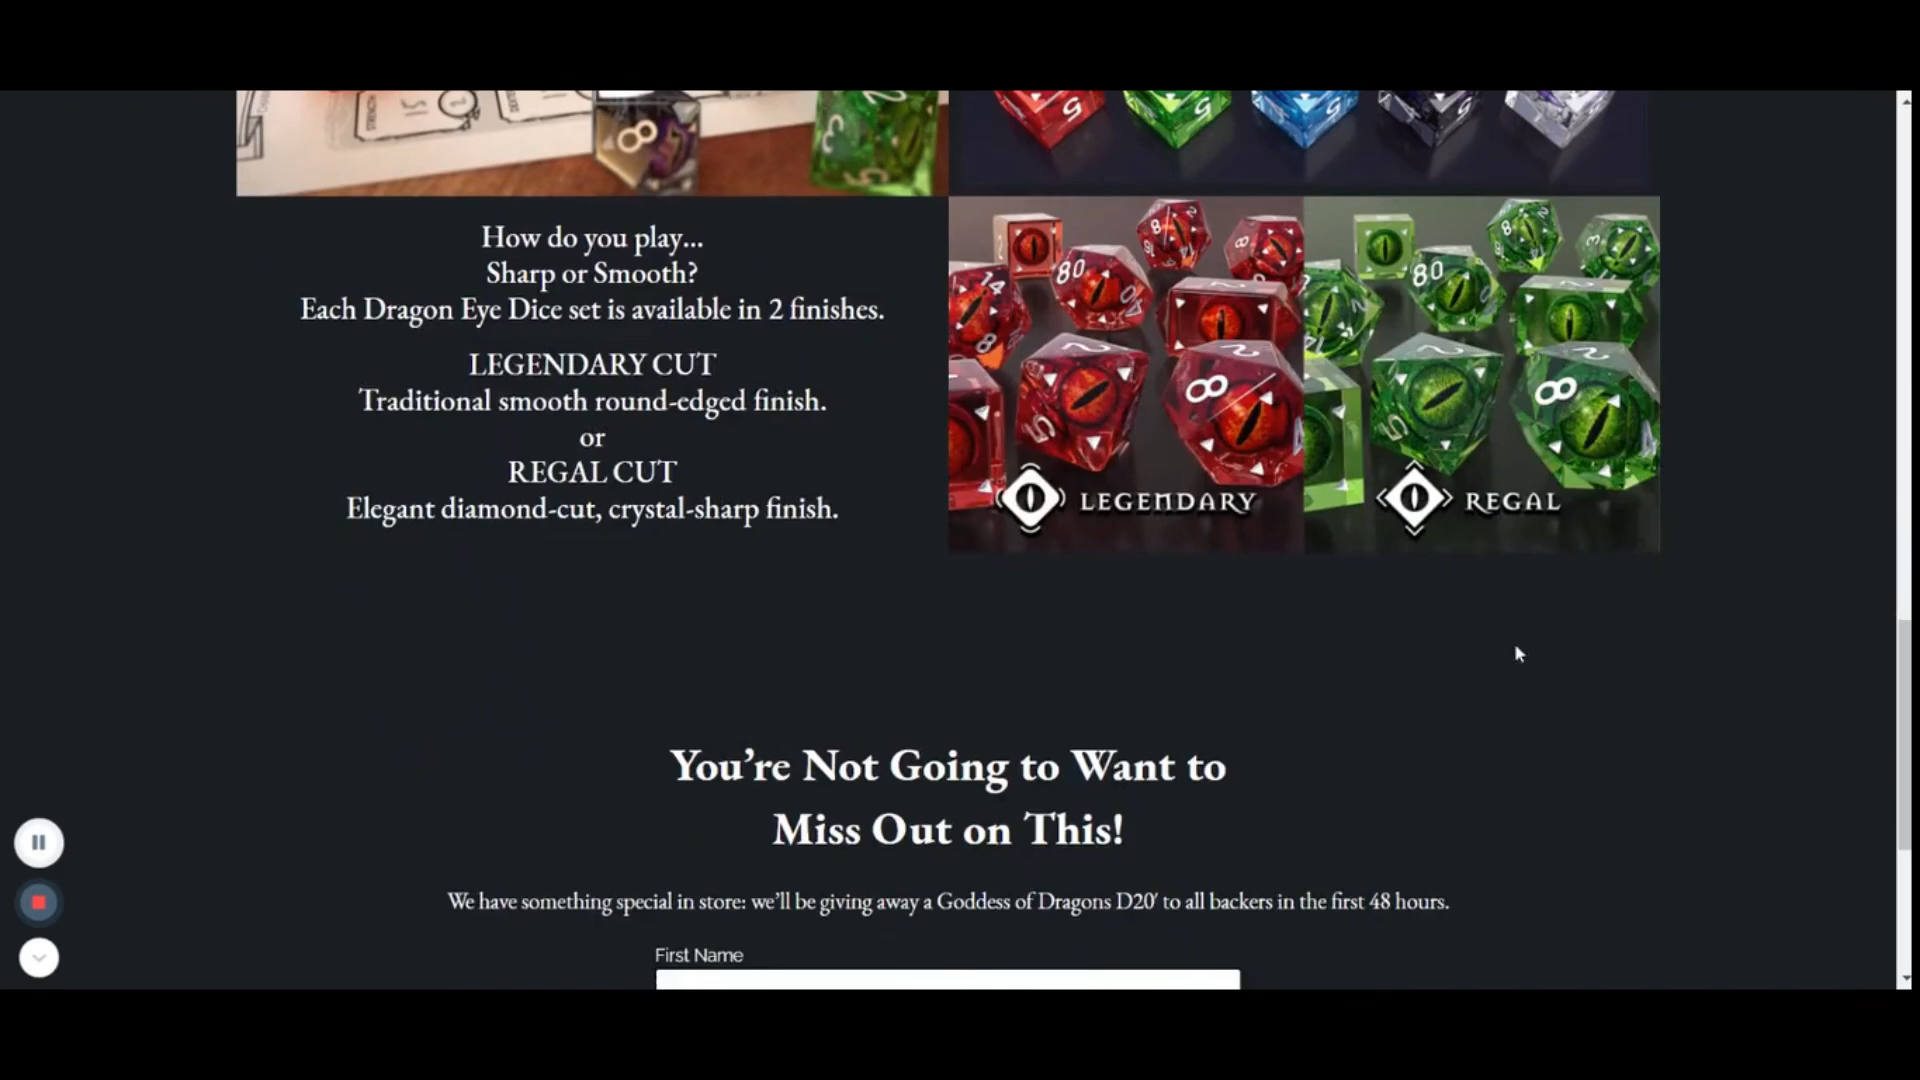 How do you play...
Sharp or Smooth?
Each Dragon Eye Dice set is available in 2 finishes.
LEGENDARY CUT
Traditional smooth round-edged finish.
or
REGAL CUT
Elegant diamond-cut, crystal-sharp finish.
LEGENDARY
REGAL
You're Not Going to Want to
Miss Out on This!
We have something special in store: we'll be giving away a Goddess of Dragons D20' to all backers in the first 48 hours.
First Name